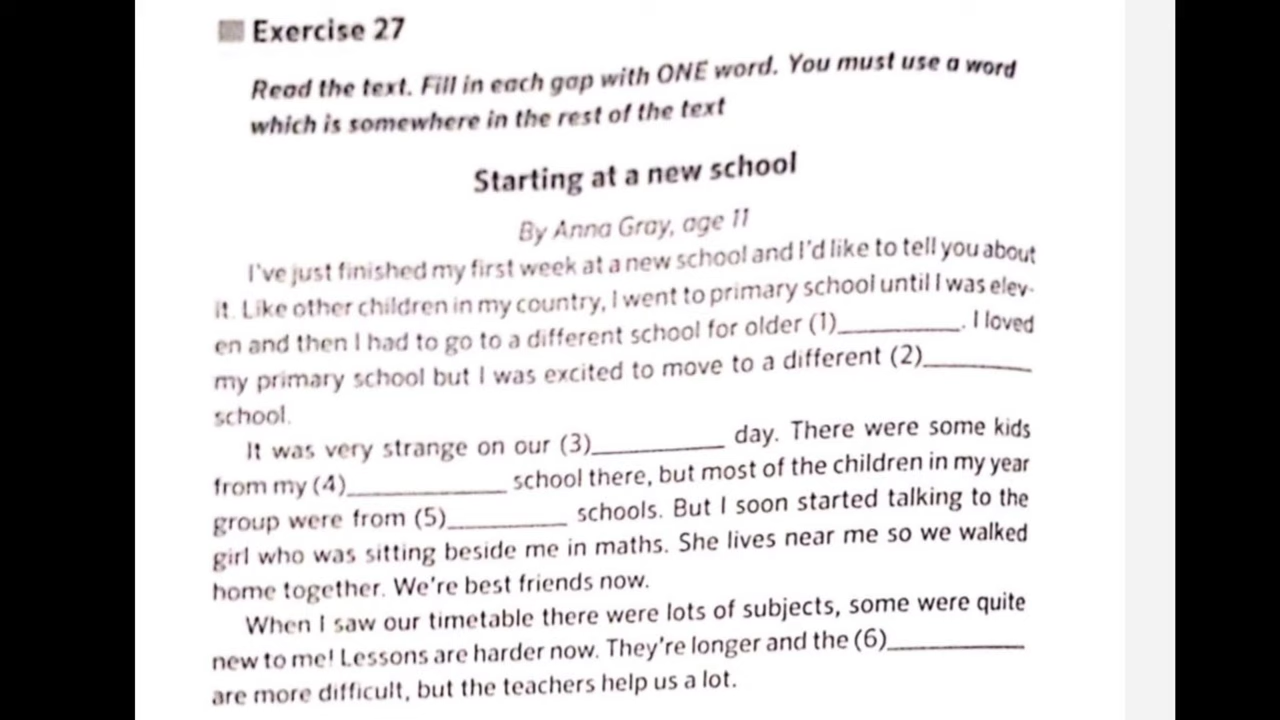 Exercise 27
Read the text. Fill in each gap with ONE word. You must use a word
which is somewhere in the rest of the text
Starting at a new school
By Anna Gray, age 11
I've just finished my first week at a new school and I'd like to tell you about
it. Like other children in my country, I went to primary school until I was elev-
en and then I had to go to a different school for older (1)__________. I loved
my primary school but I was excited to move to a different (2)__________
school.
It was very strange on our (3)__________ day. There were some kids
from my (4)__________ school there, but most of the children in my year
group were from (5)__________ schools. But I soon started talking to the
girl who was sitting beside me in maths. She lives near me so we walked
home together. We're best friends now.
When I saw our timetable there were lots of subjects, some were quite
new to me! Lessons are harder now. They're longer and the (6)__________
are more difficult, but the teachers help us a lot.